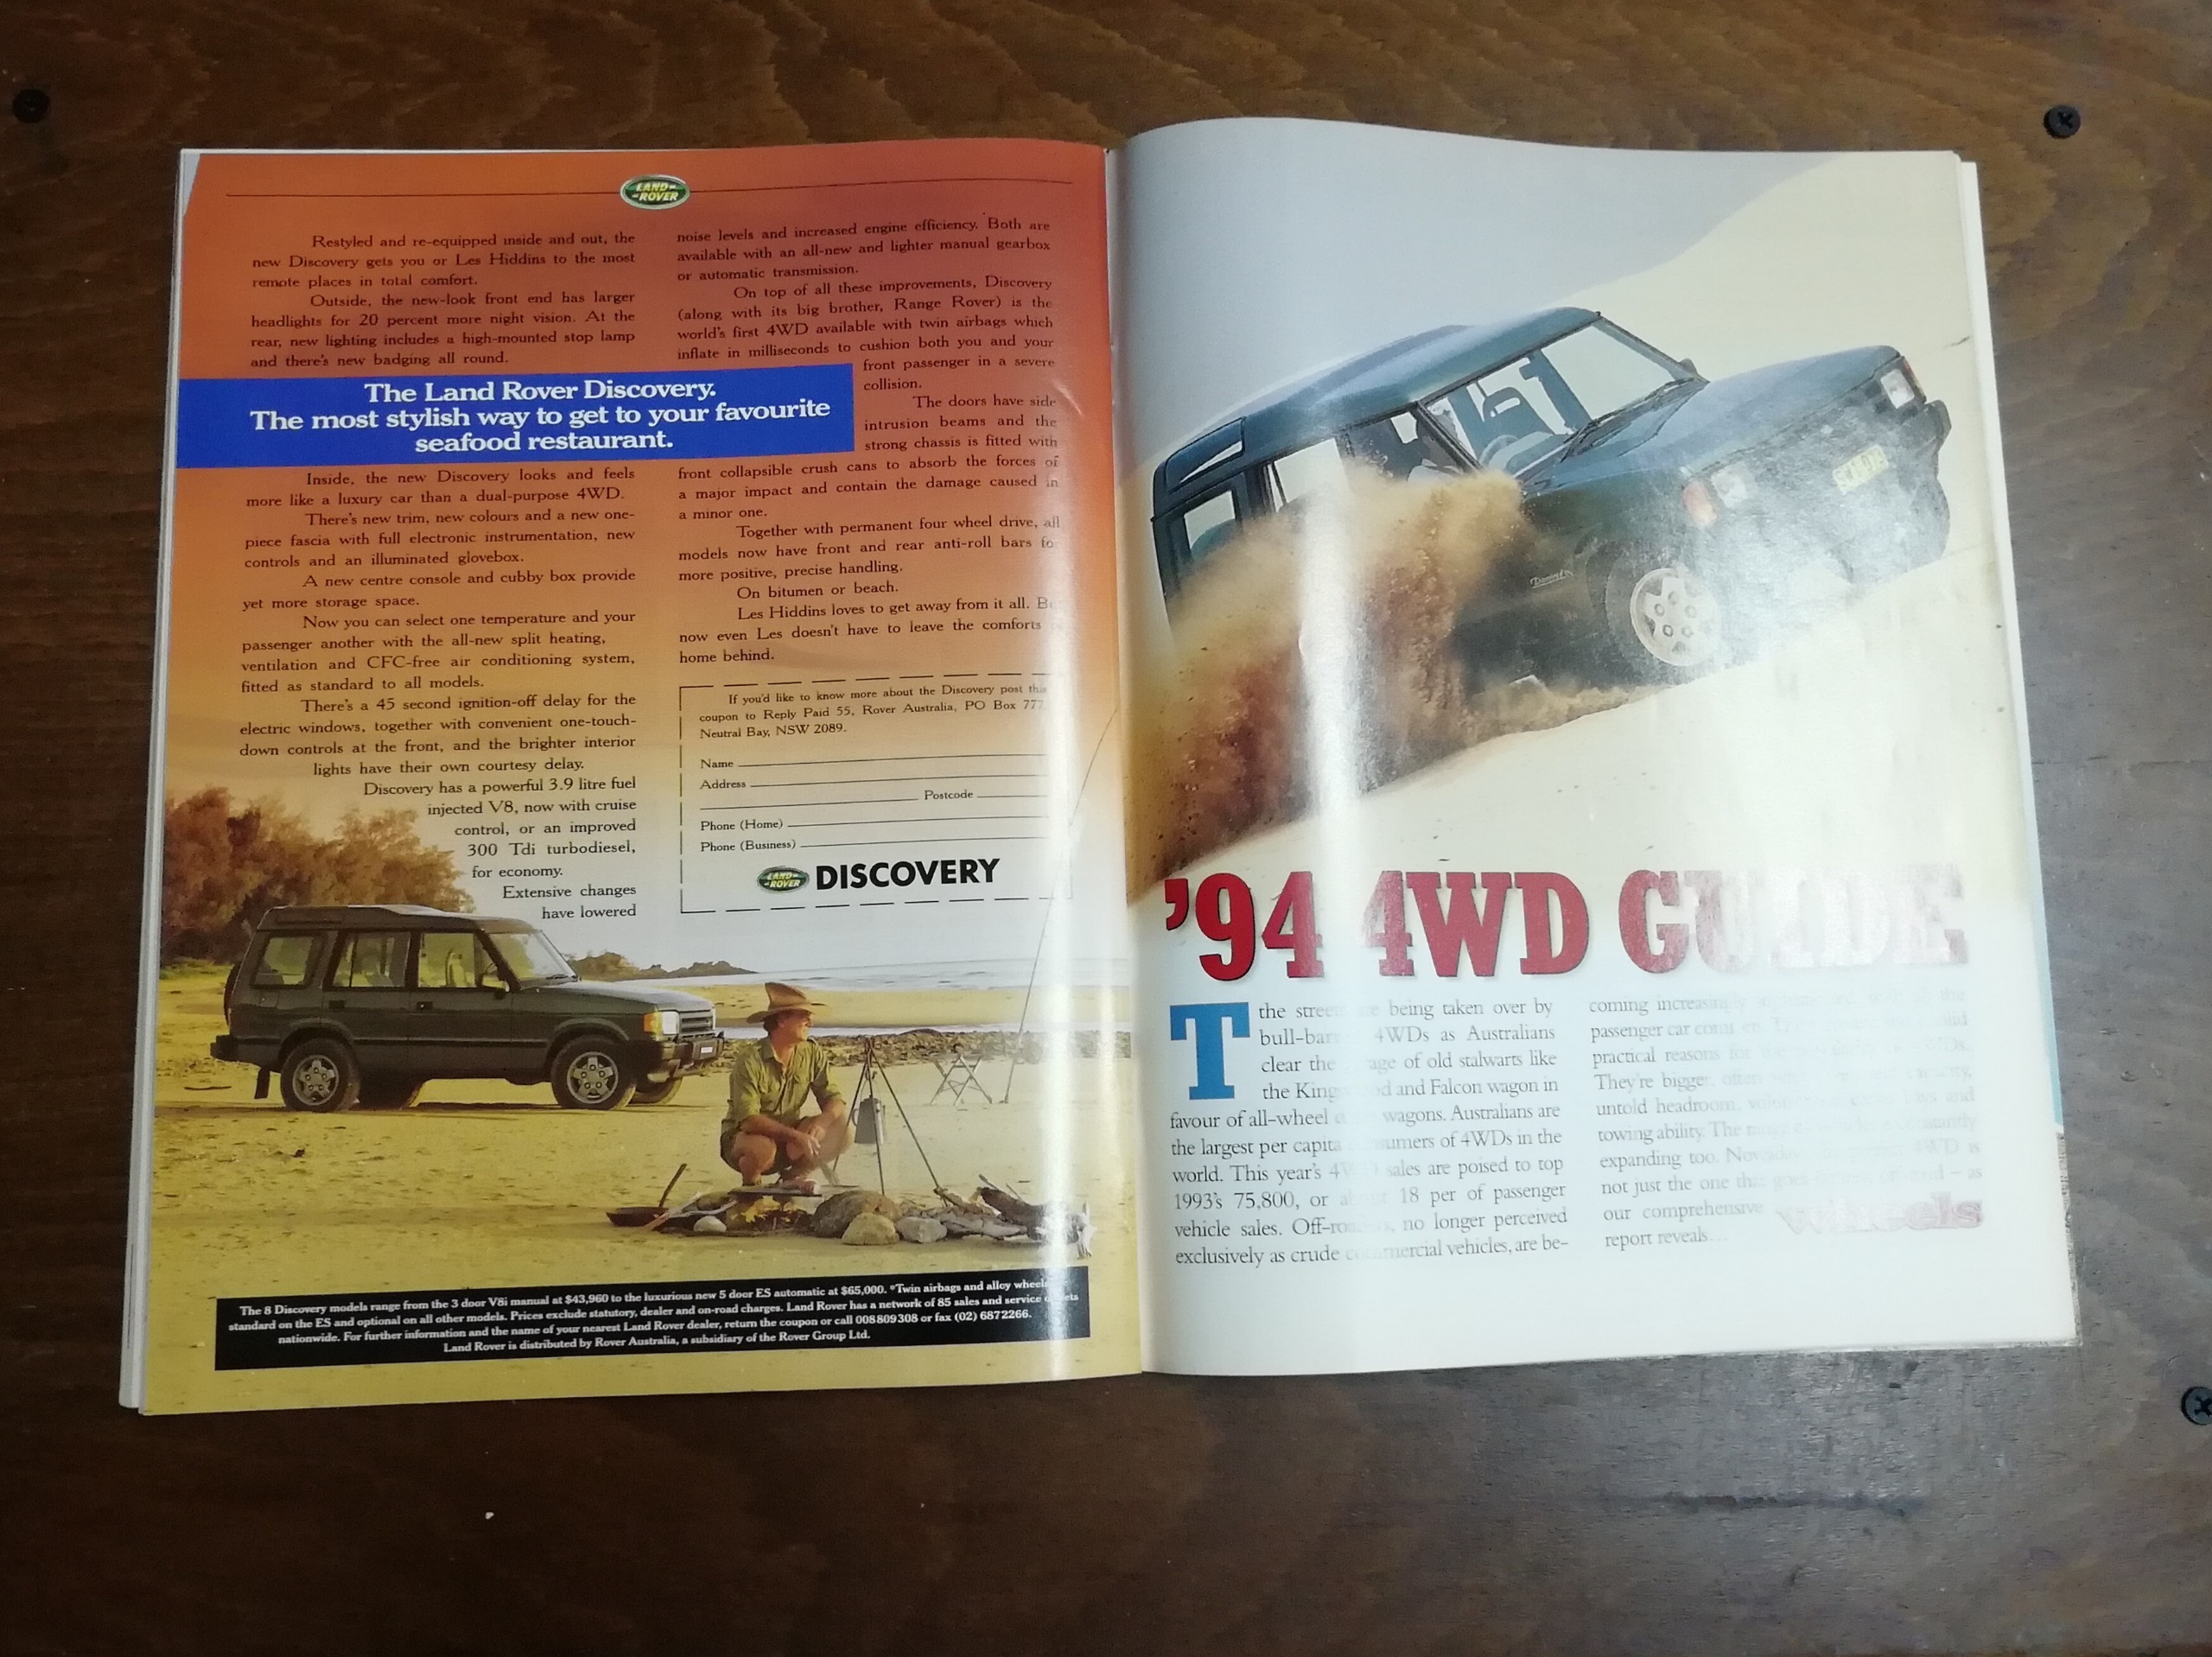 LAND-
-ROVER
Restyled and re-equipped inside and out, the
new Discovery gets you or Les Hiddins to the most
remote places in total comfort.
Outside, the new-look front end has larger
headlights for 20 percent more night vision. At the
rear, new lighting includes a high-mounted stop lamp
and there's new badging all round.
The Land Rover Discovery.
The most stylish way to get to your favourite
seafood restaurant.
Inside, the new Discovery looks and feels
more like a luxury car than a dual-purpose 4WD.
There's new trim, new colours and a new one-
piece fascia with full electronic instrumentation, new
controls and an illuminated glovebox.
A new centre console and cubby box provide
yet more storage space.
Now you can select one temperature and your
passenger another with the all-new split heating,
ventilation and CFC-free air conditioning system,
fitted as standard to all models.
There's a 45 second ignition-off delay for the
electric windows, together with convenient one-touch-
down controls at the front, and the brighter interior
lights have their own courtesy delay.
Discovery has a powerful 3.9 litre fuel
injected V8, now with cruise
control, or an improved
300 Tdi turbodiesel,
for economy.
Extensive changes
have lowered
noise levels and increased engine efficiency. Both are
available with an all-new and lighter manual gearbox
or automatic transmission.
On top of all these improvements, Discovery
(along with its big brother, Range Rover) is the
world's first 4WD available with twin airbags which
inflate in milliseconds to cushion both you and your
front passenger in a severe
collision.
The doors have side
intrusion beams and the
strong chassis is fitted with
front collapsible crush cans to absorb the forces of
a major impact and contain the damage caused in
a minor one.
Together with permanent four wheel drive, all
models now have front and rear anti-roll bars for
more positive, precise handling.
On bitumen or beach.
Les Hiddins loves to get away from it all.
now even Les doesn't have to leave the comforts
home behind.
If you'd like to know more about the Discovery post this
coupon to Reply Paid 55, Rover Australia, PO Box 777
Neutral Bay, NSW 2089.
Name
Address
Postcode
Phone (Home)
Phone (Business)
LAND-
-ROVER
DISCOVERY
The 8 Discovery models range from the 3 door V8i manual at $43,960 to the luxurious new 5 door ES automatic at $65,000. *Twin airbags and alloy wheels
standard on the ES and optional on all other models. Prices exclude statutory, dealer and on-road charges. Land Rover has a network of 85 sales and service outlets
nationwide. For further information and the name of your nearest Land Rover dealer, return the coupon or call 008 809 308 or fax (02) 687 2266.
Land Rover is distributed by Rover Australia, a subsidiary of the Rover Group Ltd.
'94 4WD GUIDE
T the being taken over by
4WDs as Australians
clear the of old stalwarts like
the and Falcon wagon in
favour of all-wheel wagons. Australians are
the largest per capita consumers of 4WDs in the
world. This year's 4WD sales are poised to top
1993's 75,800, or about 18 per of passenger
vehicle sales. no longer perceived
exclusively as crude commercial vehicles, are be-
coming increasingly the
passenger car
practical reasons for
They're bigger, often
untold headroom, and
towing ability. The constantly
expanding too. 4WD is
not just the one that – as
our comprehensive wheels
report reveals...